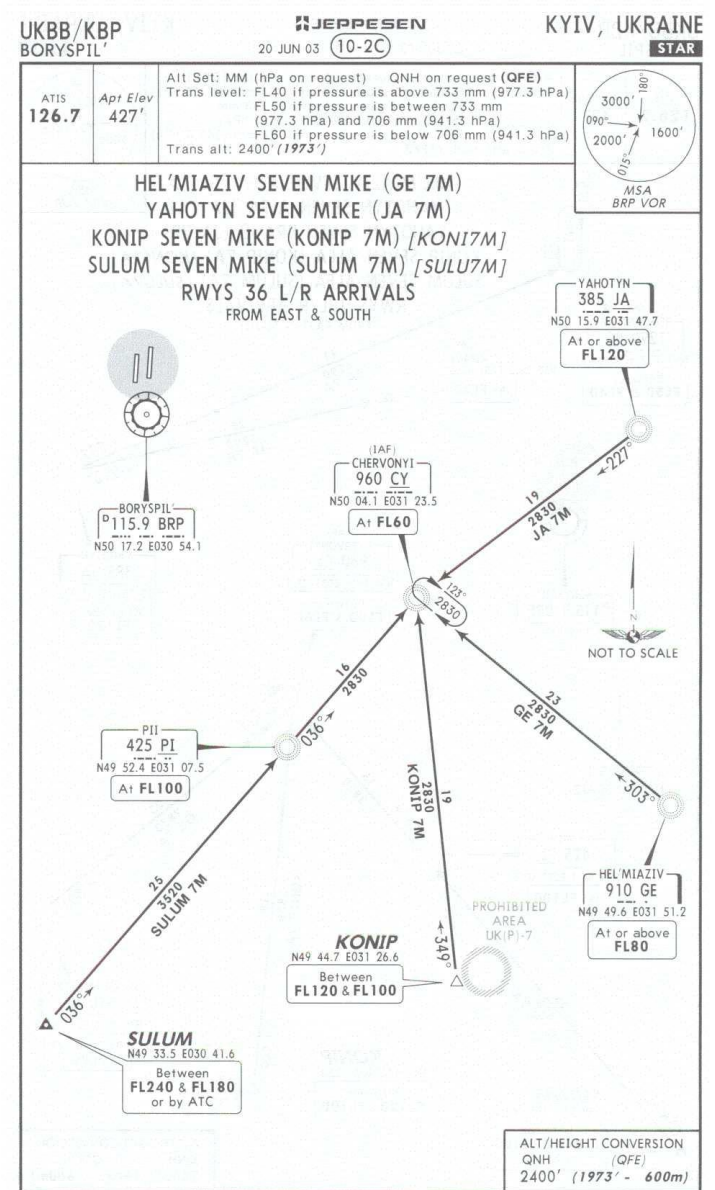 UKBB/KBP
BORYSPIL'
JEPPESEN
20 JUN 03 10-2C
KYIV, UKRAINE
STAR
ATIS
126.7
Apt Elev
427'
Alt Set: MM (hPa on request) QNH on request (QFE)
Trans level: FL40 if pressure is above 733 mm (977.3 hPa)
FL50 if pressure is between 733 mm
(977.3 hPa) and 706 mm (941.3 hPa)
FL60 if pressure is below 706 mm (941.3 hPa)
Trans alt: 2400' (1973')
180°
3000'
090°
1600'
2000'
015°
MSA
BRP VOR
HEL'MIAZIV SEVEN MIKE (GE 7M)
YAHOTYN SEVEN MIKE (JA 7M)
KONIP SEVEN MIKE (KONIP 7M) [KONI7M]
SULUM SEVEN MIKE (SULUM 7M) [SULU7M]
RWYS 36 L/R ARRIVALS
FROM EAST & SOUTH
YAHOTYN
385 JA
N50 15.9 E031 47.7
At or above
FL120
227°
19
2830
JA 7M
(IAF)
CHERVONYI
960 CY
N50 04.1 E031 23.5
At FL60
BORYSPIL'
D115.9 BRP
N50 17.2 E030 54.1
123°
2830
N
NOT TO SCALE
16
2830
23
2830
GE 7M
036°
PII
425 PI
N49 52.4 E031 07.5
At FL100
19
2830
KONIP 7M
303°
HEL'MIAZIV
910 GE
N49 49.6 E031 51.2
At or above
FL80
25
3520
SULUM 7M
PROHIBITED
AREA
UK(P)-7
KONIP
N49 44.7 E031 26.6
Between
FL120 & FL100
349°
036°
SULUM
N49 33.5 E030 41.6
Between
FL240 & FL180
or by ATC
ALT/HEIGHT CONVERSION
QNH (QFE)
2400' (1973' - 600m)